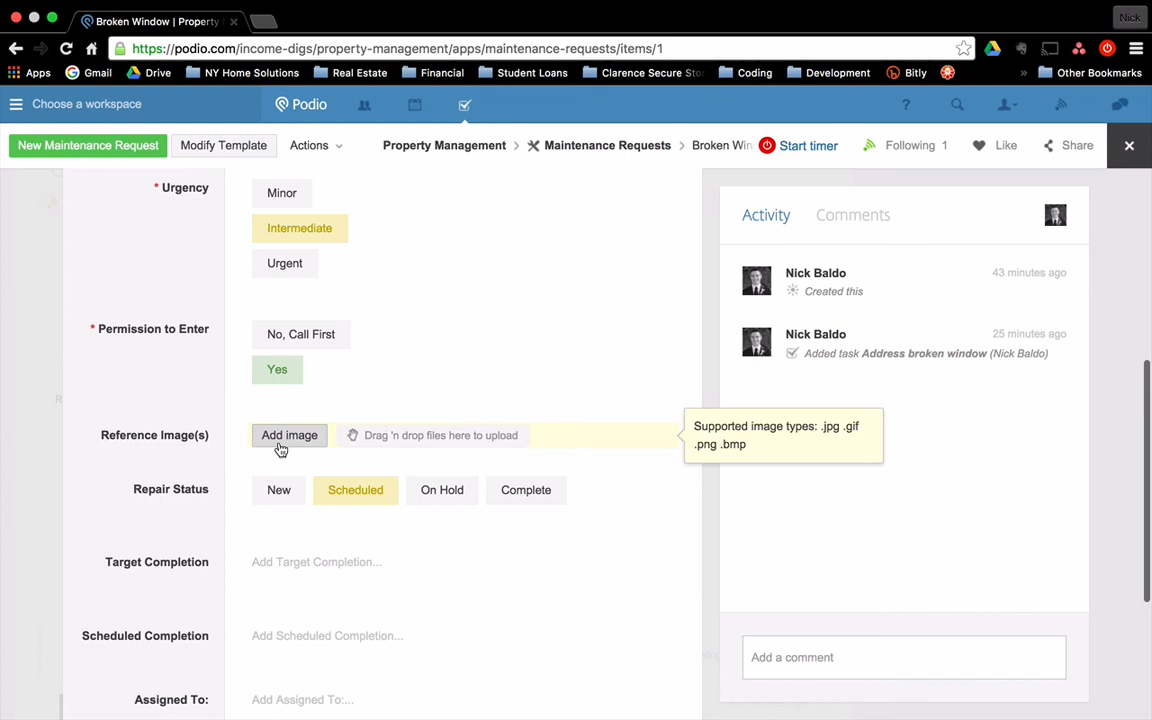 Broken Window | Property
Nick
https://podio.com/income-digs/property-management/apps/maintenance-requests/items/1
Apps Gmail Drive NY Home Solutions Real Estate Financial Student Loans Clarence Secure Stor Coding Development Bitly » Other Bookmarks
Choose a workspace Podio ?
New Maintenance Request Modify Template Actions Property Management > Maintenance Requests > Broken Win Start timer Following 1 Like Share
* Urgency Minor
Intermediate
Urgent
* Permission to Enter No, Call First
Yes
Reference Image(s) Add image Drag 'n drop files here to upload
Supported image types: .jpg .gif
.png .bmp
Repair Status New Scheduled On Hold Complete
Target Completion Add Target Completion...
Scheduled Completion Add Scheduled Completion...
Assigned To: Add Assigned To:...
Activity Comments
Nick Baldo 43 minutes ago
Created this
Nick Baldo 25 minutes ago
Added task Address broken window (Nick Baldo)
Add a comment